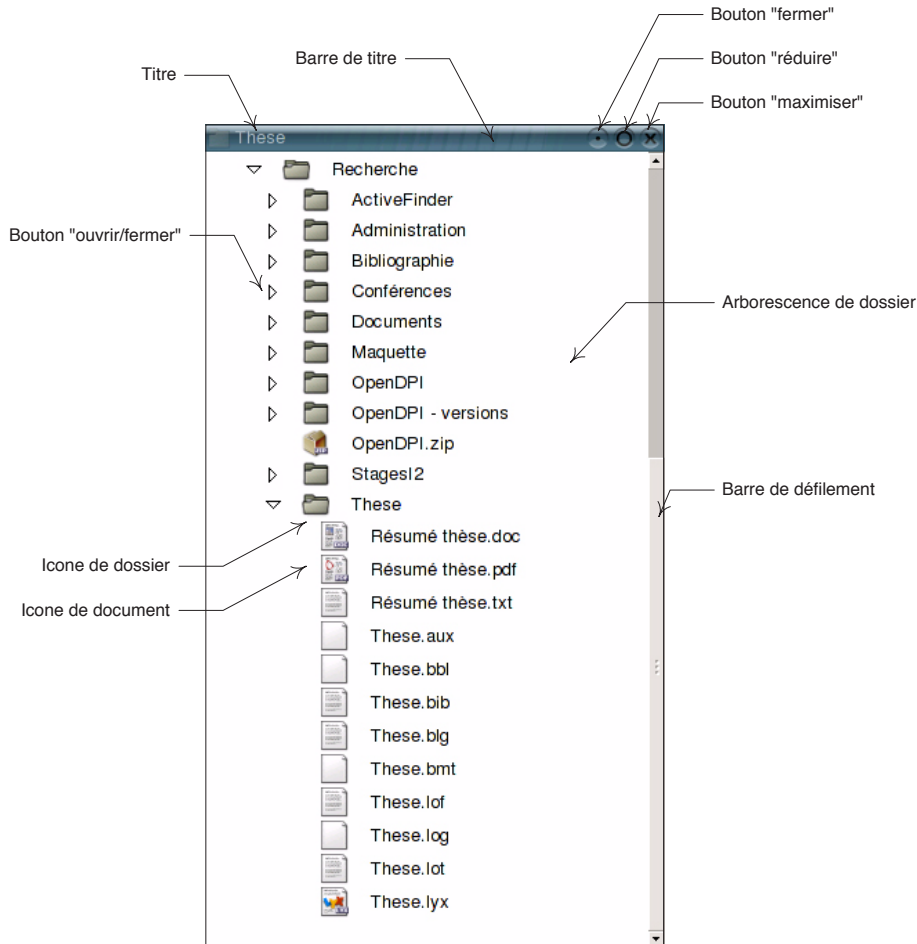 Bouton "fermer"
Barre de titre
Bouton "réduire"
Titre
Bouton "maximiser"
These
Recherche
ActiveFinder
Administration
Bouton "ouvrir/fermer"
Bibliographie
Conférences
Arborescence de dossier
Documents
Maquette
OpenDPI
OpenDPI - versions
OpenDPI.zip
StagesI2
Barre de défilement
These
Résumé thèse.doc
Icone de dossier
Résumé thèse.pdf
Icone de document
Résumé thèse.txt
These.aux
These.bbl
These.bib
These.blg
These.bmt
These.lof
These.log
These.lot
These.lyx